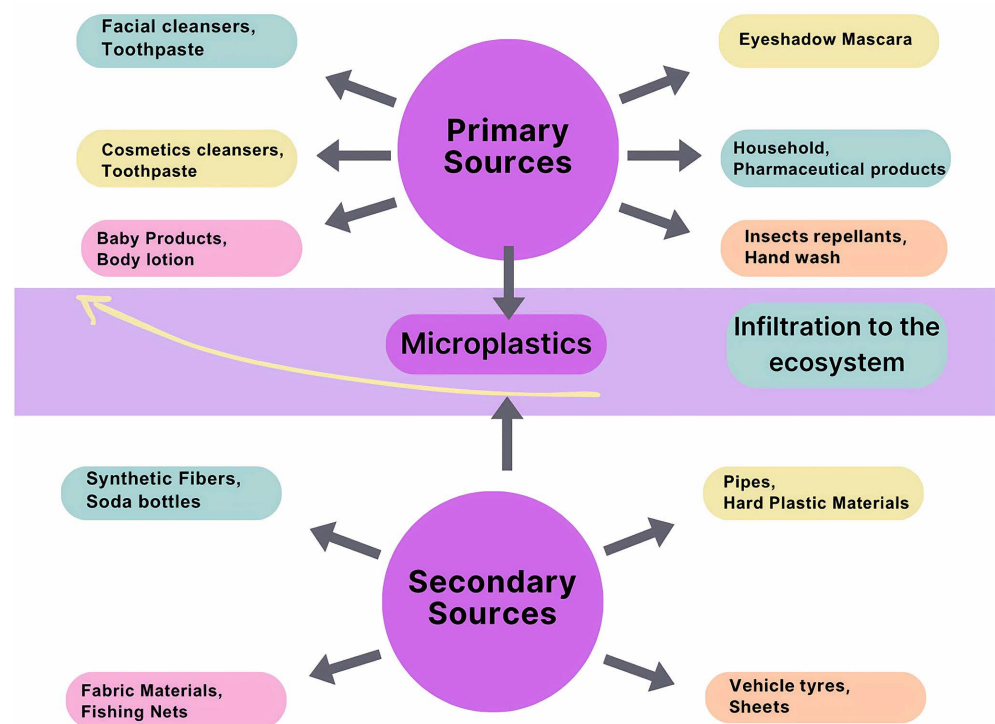 Facial cleansers,
Toothpaste
Eyeshadow Mascara
Primary
Sources
Cosmetics cleansers,
Toothpaste
Household,
Pharmaceutical products
Baby Products,
Body lotion
Insects repellants,
Hand wash
Microplastics
Infiltration to the
ecosystem
Synthetic Fibers,
Soda bottles
Pipes,
Hard Plastic Materials
Secondary
Sources
Fabric Materials,
Fishing Nets
Vehicle tyres,
Sheets